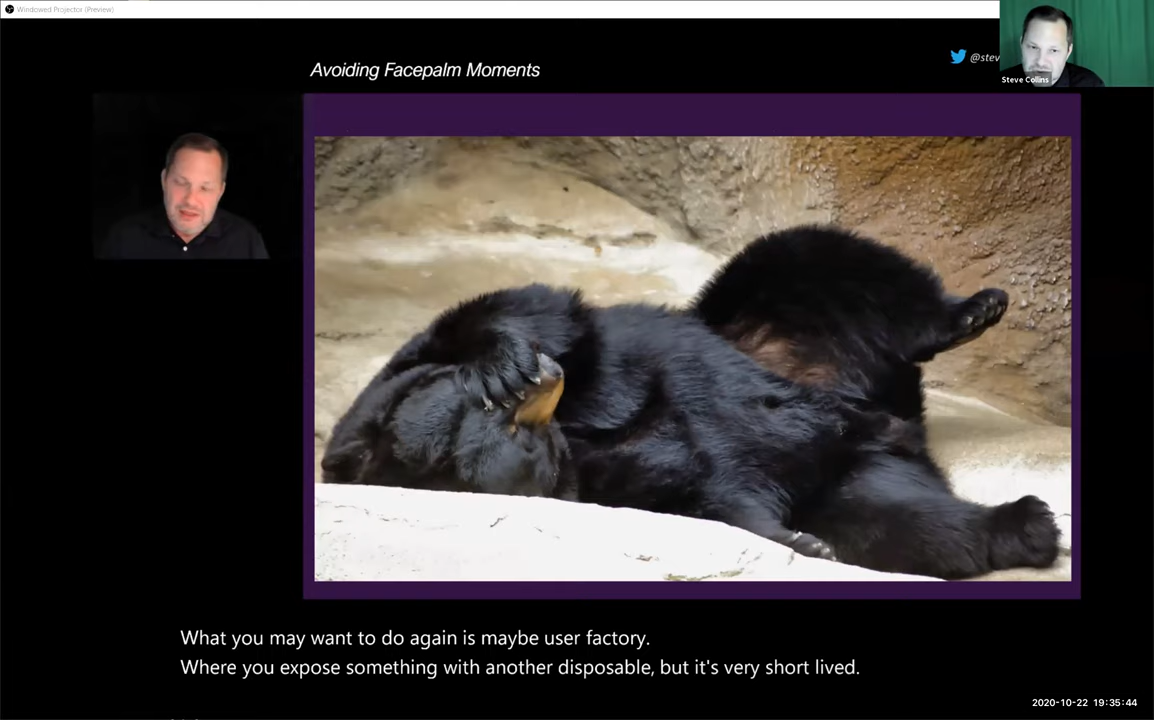 Windowed Projector (Preview)
Avoiding Facepalm Moments
@stev
Steve Collins
What you may want to do again is maybe user factory.
Where you expose something with another disposable, but it's very short lived.
2020-10-22 19:35:44